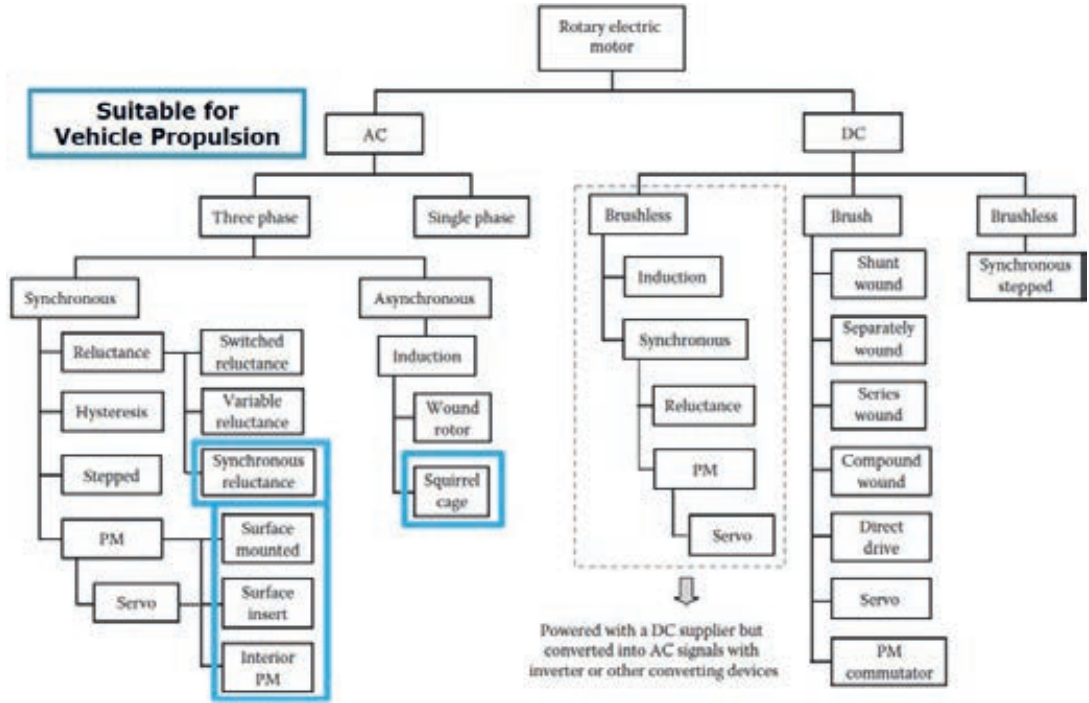 Rotary electric
motor
Suitable for
Vehicle Propulsion
AC
DC
Three phase
Single phase
Brushless
Brush
Brushless
Synchronous
Asynchronous
Induction
Shunt
wound
Synchronous
stepped
Reluctance
Switched
reluctance
Induction
Synchronous
Separately
wound
Hysteresis
Variable
reluctance
Wound
rotor
Reluctance
Series
wound
Stepped
Synchronous
reluctance
Squirrel
cage
PM
Compound
wound
PM
Surface
mounted
Servo
Direct
drive
Servo
Surface
insert
Servo
Interior
PM
Powered with a DC supplier but
converted into AC signals with
inverter or other converting devices
PM
commutator